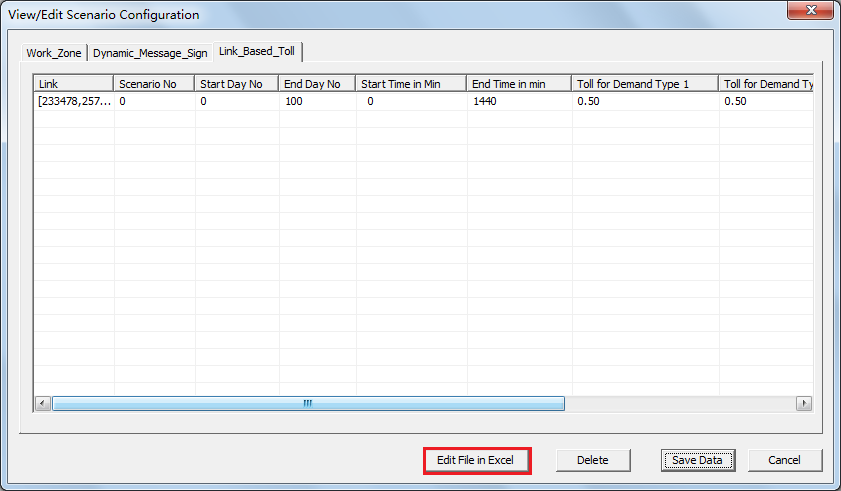 View/Edit Scenario Configuration
Work_Zone Dynamic_Message_Sign Link_Based_Toll
Link Scenario No Start Day No End Day No Start Time in Min End Time in min Toll for Demand Type 1 Toll for Demand Ty
[233478,257... 0 0 100 0 1440 0.50 0.50
Edit File in Excel Delete Save Data Cancel